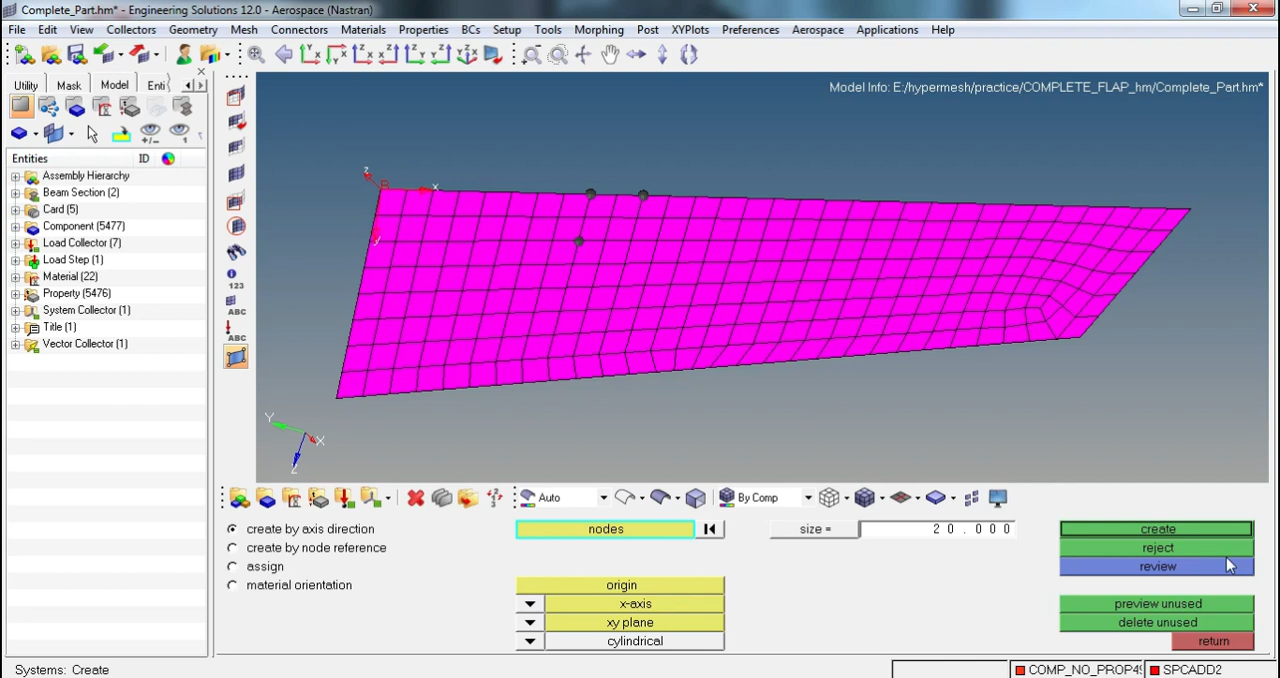 Complete_Part.hm* - Engineering Solutions 12.0 - Aerospace (Nastran)
File Edit View Collectors Geometry Mesh Connectors Materials Properties BCs Setup Tools Morphing Post XYPlots Preferences Aerospace Applications Help
Utility Mask Model Enti
Model Info: E:/hypermesh/practice/COMPLETE_FLAP_hm/Complete_Part.hm*
Entities ID
Assembly Hierarchy
Beam Section (2)
Card (5)
Component (5477)
Load Collector (7)
Load Step (1)
Material (22)
Property (5476)
System Collector (1)
Title (1)
Vector Collector (1)
123
ABC
ABC
z
x
y
Y
X
Z
Auto By Comp
create by axis direction nodes size = 20.000 create
create by node reference reject
assign review
material orientation origin
x-axis preview unused
xy plane delete unused
cylindrical return
Systems: Create COMP_NO_PROP4 SPCADD2